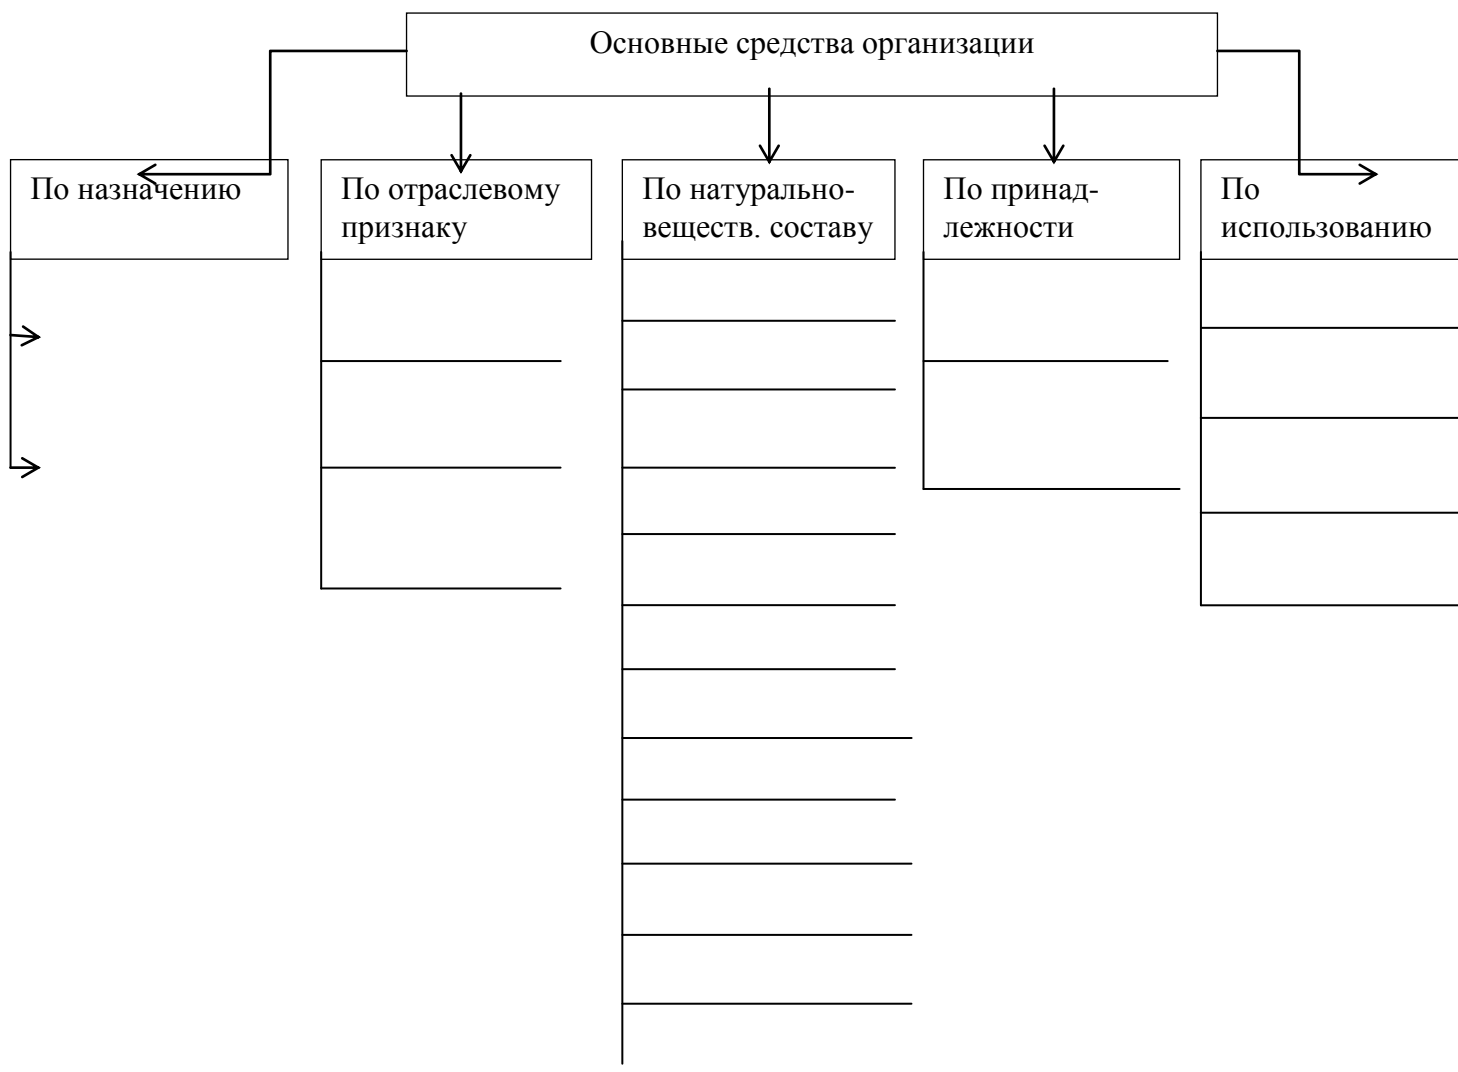 Основные средства организации
По назначению
По отраслевому
признаку
По натурально-
веществ. составу
По принад-
лежности
По
использованию